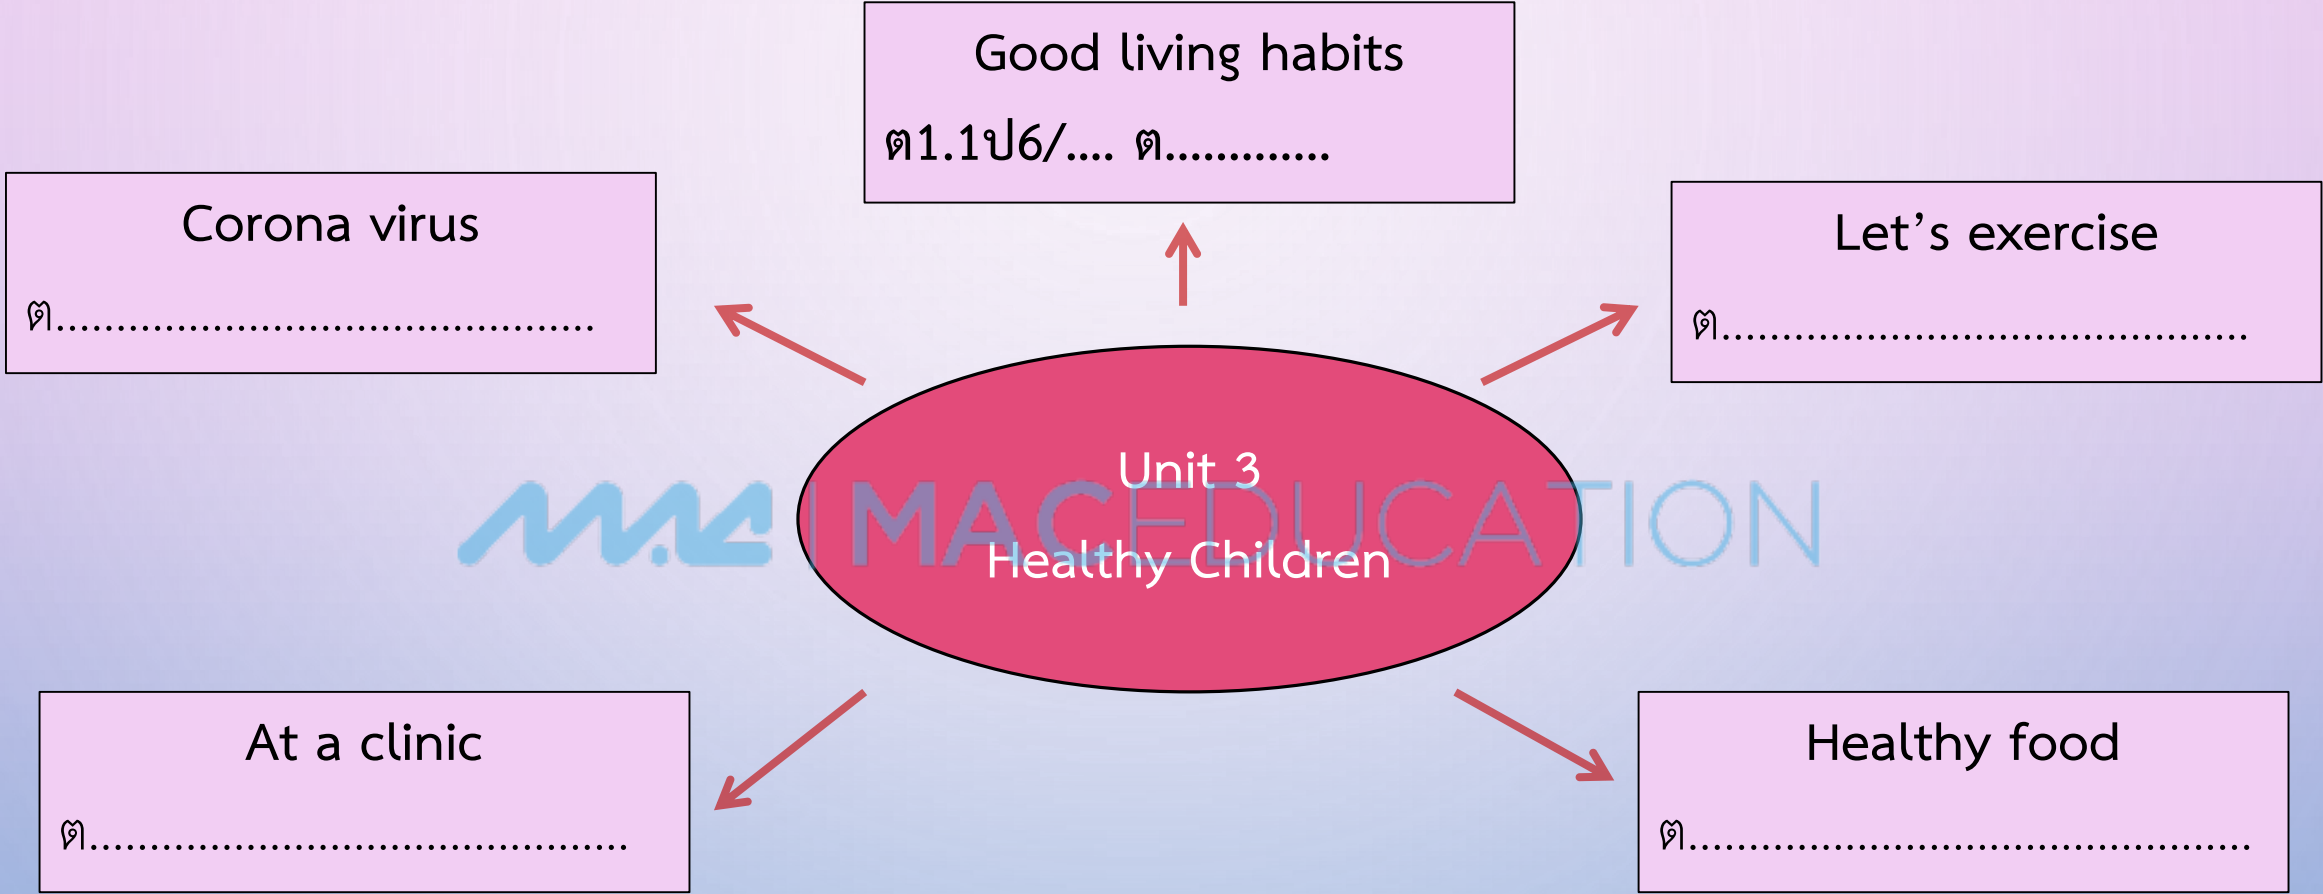 Good living habits
ต1.1ป6/.... ต.............
Corona virus
ต............................................
Let’s exercise
ต...........................................
Unit 3
Healthy Children
MACEDUCATION
At a clinic
ต............................................
Healthy food
ต..............................................